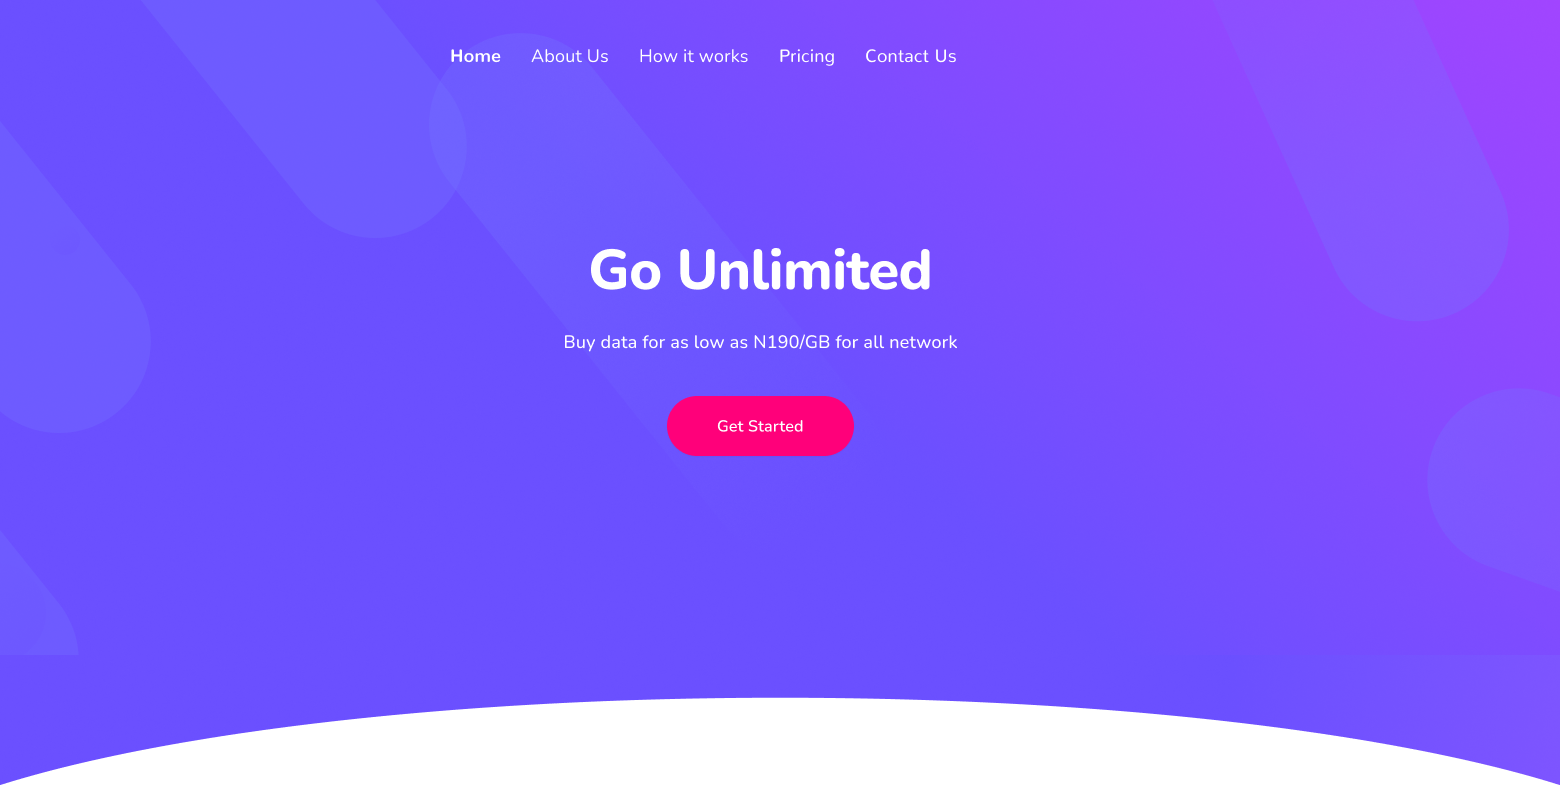 Home About Us How it works Pricing Contact Us
Go Unlimited
Buy data for as low as N190/GB for all network
Get Started